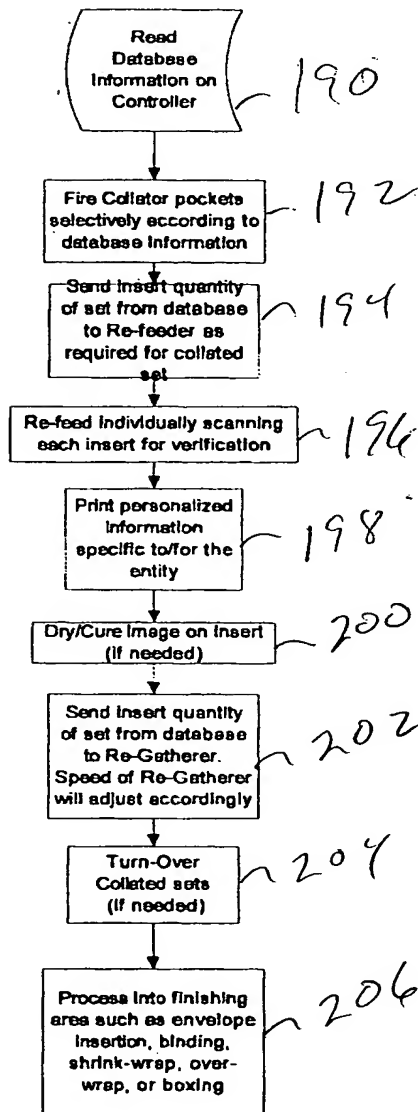 Read
Database
Information on
Controller
190
Fire Collator pockets
selectively according to
database information
192
Send Insert quantity
of set from database
to Re-feeder as
required for collated
set
194
Re-feed individually scanning
each insert for verification
196
Print personalized
Information
specific to/for the
entity
198
Dry/Cure Image on Insert
(if needed)
200
Send Insert quantity
of set from database
to Re-Gatherer.
Speed of Re-Gatherer
will adjust accordingly
202
Turn-Over
Collated sets
(if needed)
204
Process into finishing
area such as envelope
insertion, binding,
shrink-wrap, over-
wrap, or boxing
206